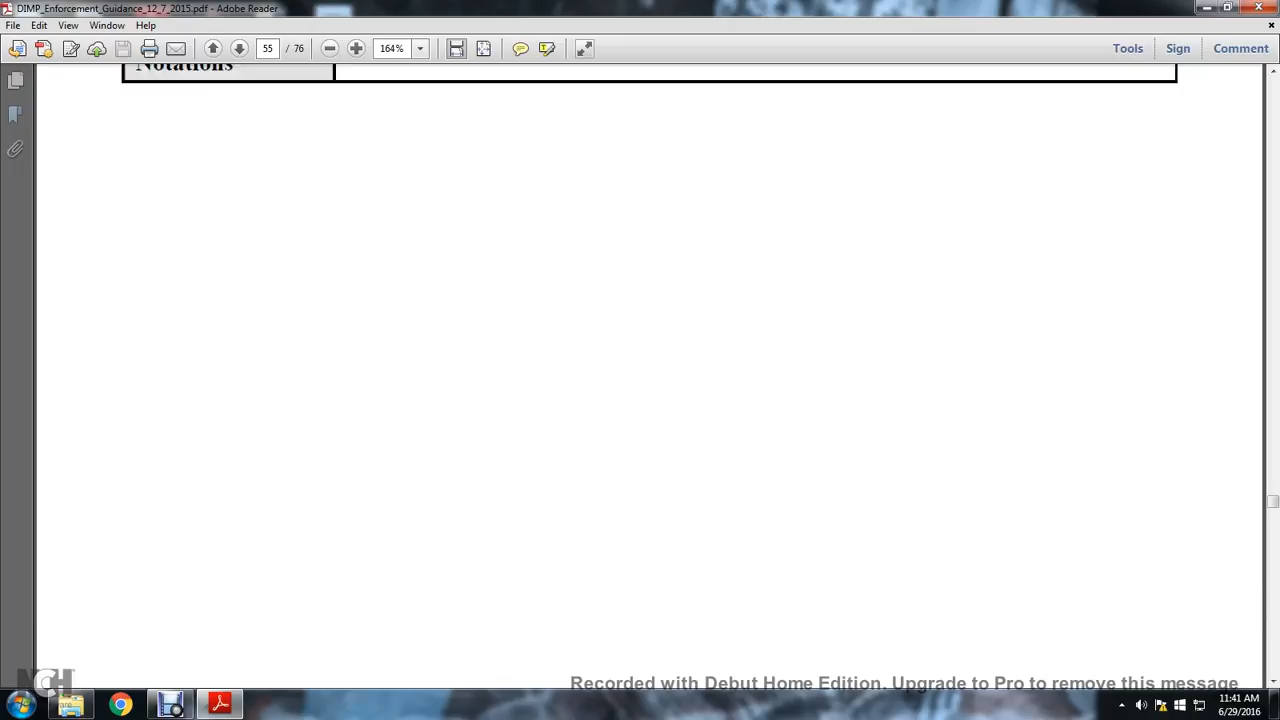 DIMP_Enforcement_Guidance_12_7_2015.pdf - Adobe Reader
File Edit View Window Help
55 / 76 164% Tools Sign Comment
Notations
NCH
Recorded with Debut Home Edition. Upgrade to Pro to remove this message
11:41 AM
6/29/2016